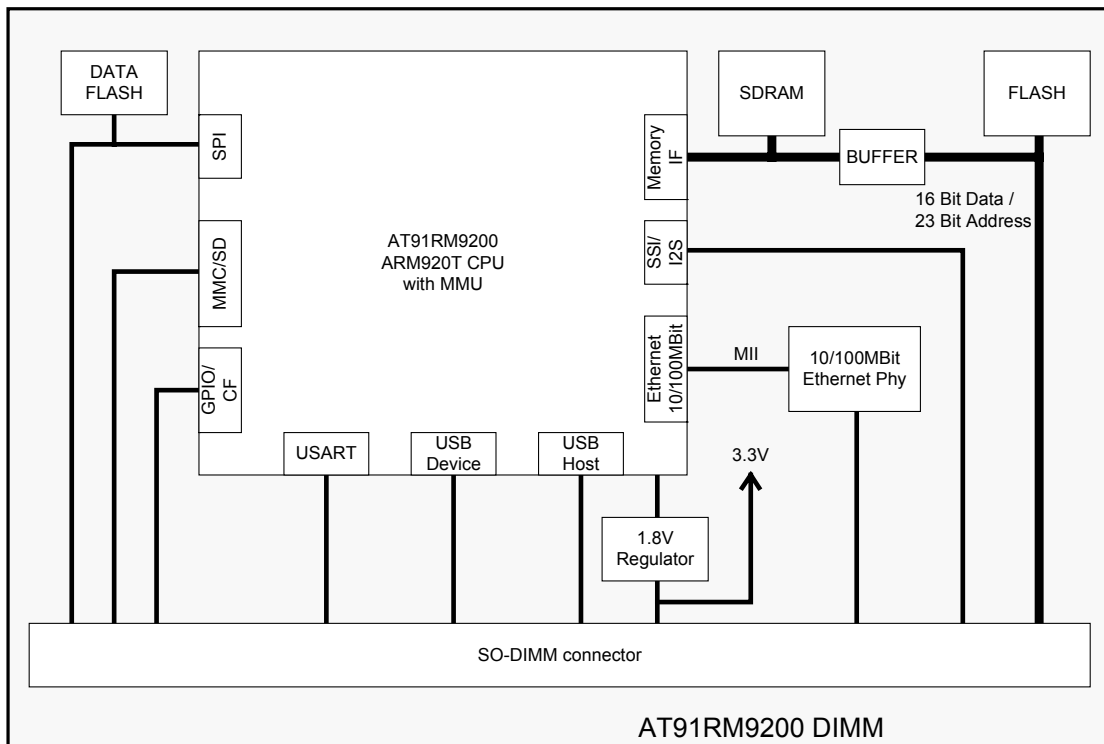 DATA
FLASH
SDRAM
FLASH
SPI
Memory
IF
BUFFER
16 Bit Data /
23 Bit Address
AT91RM9200
ARM920T CPU
with MMU
MMC/SD
SSI/
I2S
GPIO/
CF
Ethernet
10/100MBit
MII
10/100MBit
Ethernet Phy
USART
USB
Device
USB
Host
3.3V
1.8V
Regulator
SO-DIMM connector
AT91RM9200 DIMM